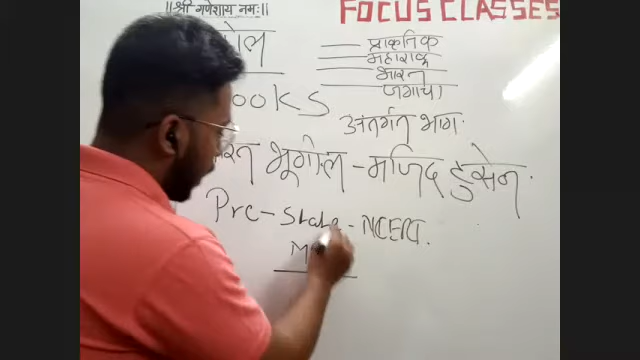 ||श्री गणेशाय नमः||
FOCUS CLASSES
प्राकृतिक
महाराष्ट्र
भारत
जगाचा
ooks
अंतर्गत भाग
भूगोल - मजिद हुसेन.
Pre - State - NCERT.
M